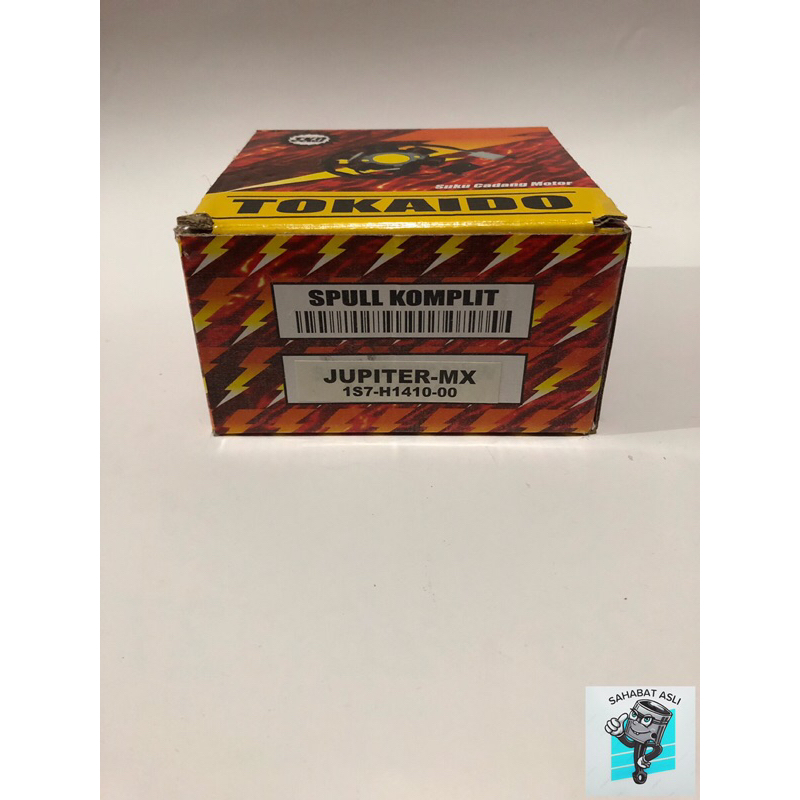 Suku Cadang Motor
TOKAIDO
SPULL KOMPLIT
JUPITER-MX
1S7-H1410-00
SAHABAT ASLI